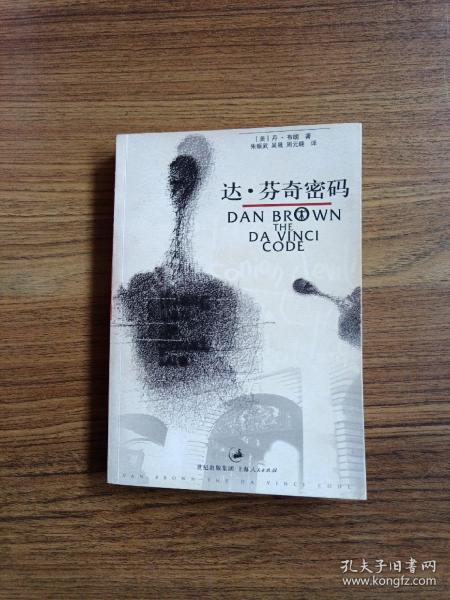 ［美］丹·布朗 著
朱振武 吴晟 周元晓 译
达·芬奇密码
DAN BROWN
THE
DA VINCI
CODE
世纪出版集团 上海人民出版社
DAN BROWN THE DA VINCI CODE
孔夫子旧书网
www.kongfz.com